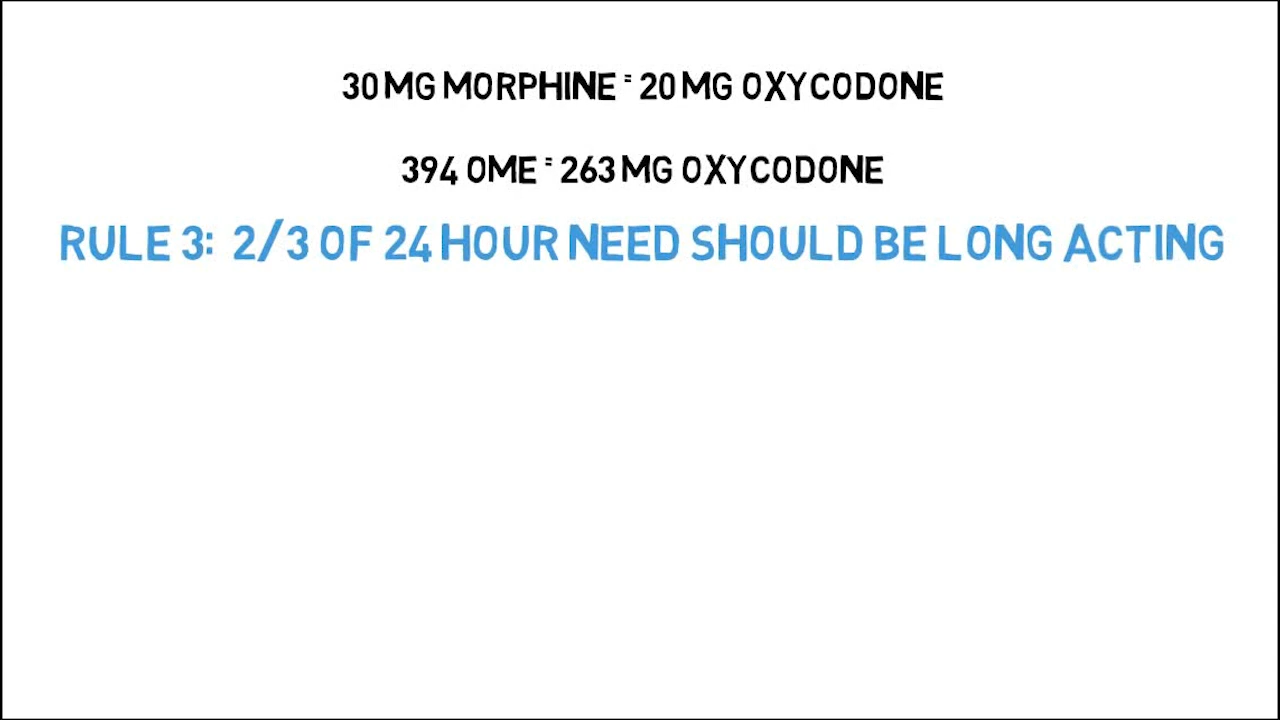 30 MG MORPHINE = 20 MG OXYCODONE
394 OME = 263 MG OXYCODONE
RULE 3: 2/3 OF 24 HOUR NEED SHOULD BE LONG ACTING